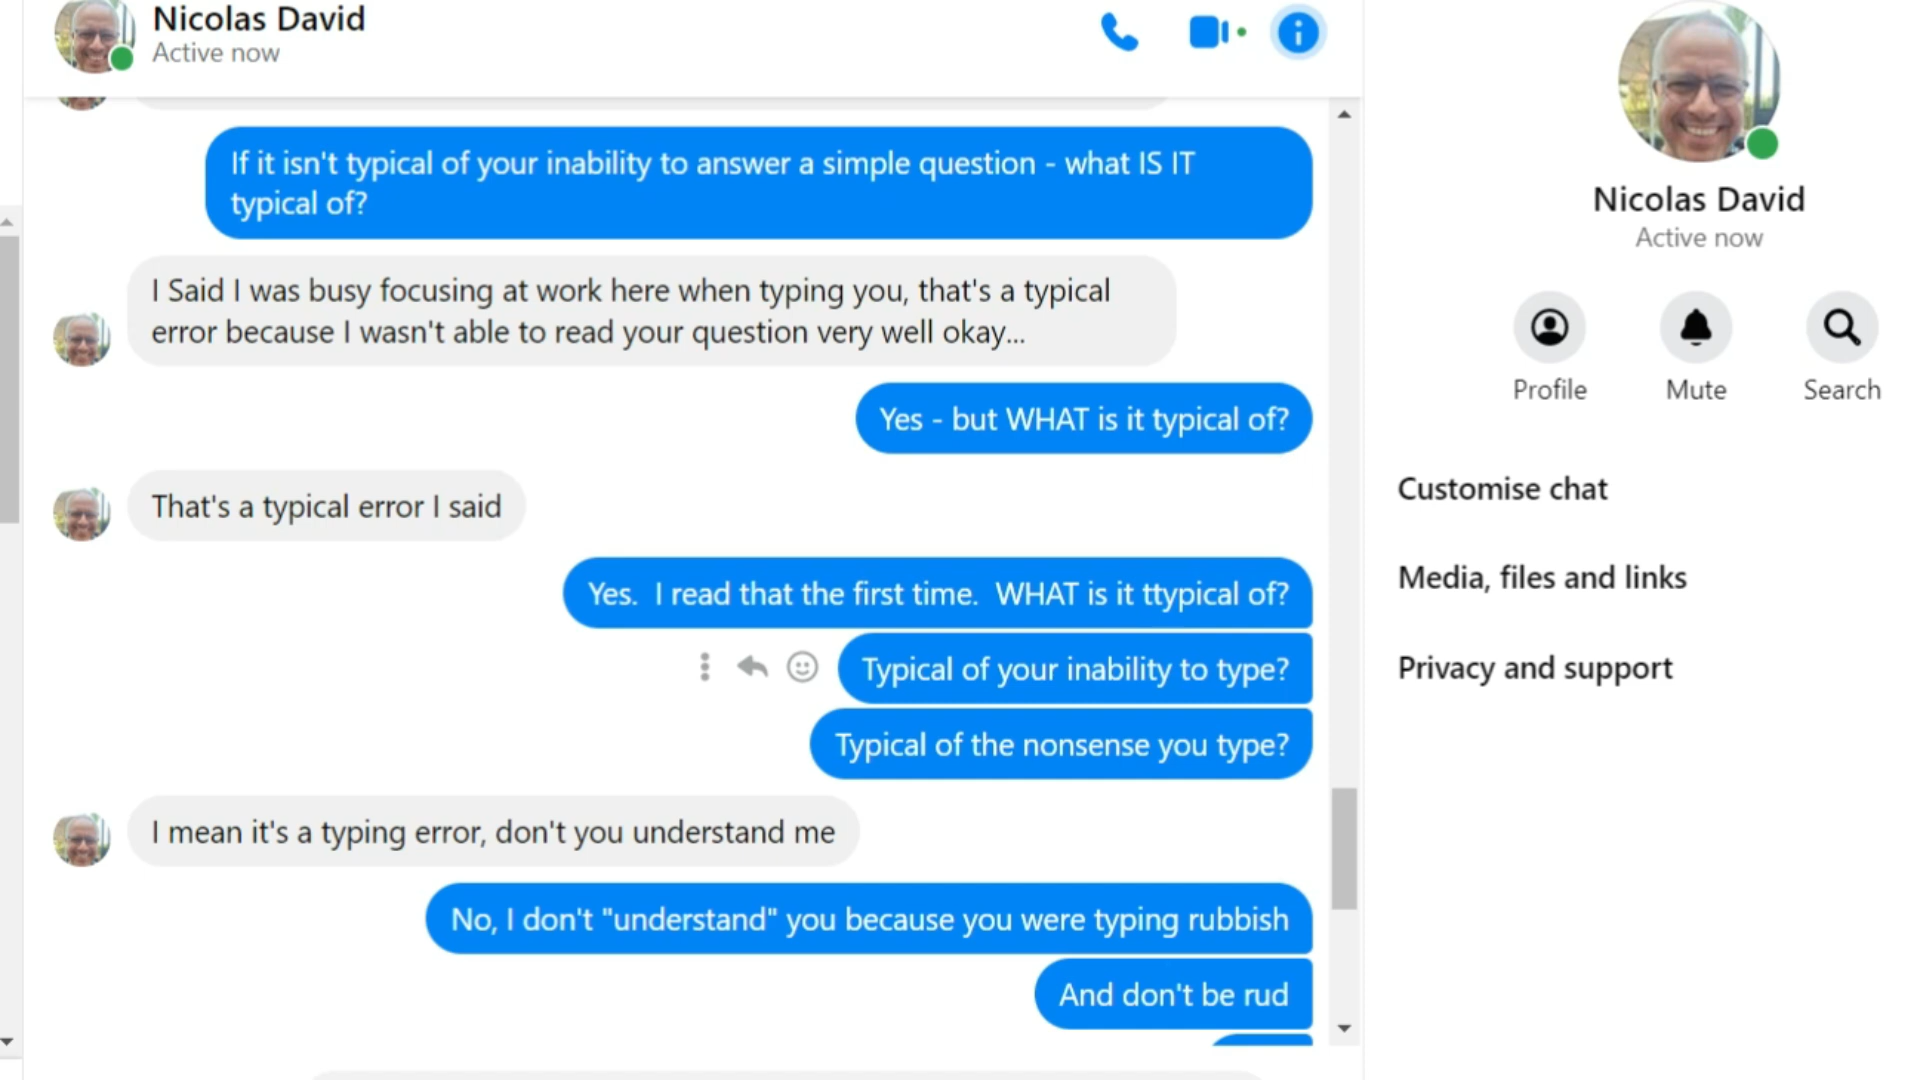 Nicolas David
Active now
If it isn't typical of your inability to answer a simple question - what IS IT
typical of?
I Said I was busy focusing at work here when typing you, that's a typical
error because I wasn't able to read your question very well okay...
Yes - but WHAT is it typical of?
That's a typical error I said
Yes.  I read that the first time.  WHAT is it ttypical of?
Typical of your inability to type?
Typical of the nonsense you type?
I mean it's a typing error, don't you understand me
No, I don't "understand" you because you were typing rubbish
And don't be rud
Nicolas David
Active now
Profile
Mute
Search
Customise chat
Media, files and links
Privacy and support